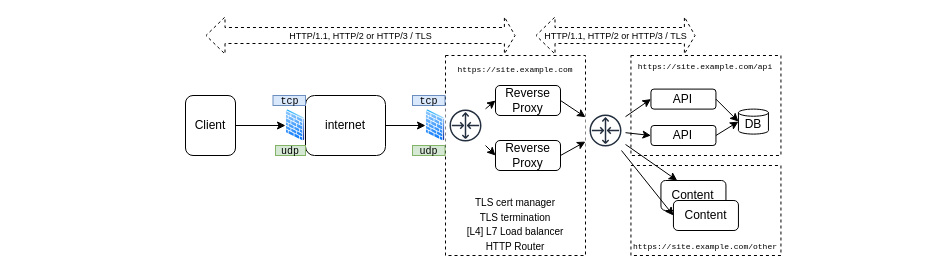 HTTP/1.1, HTTP/2 or HTTP/3 / TLS
HTTP/1.1, HTTP/2 or HTTP/3 / TLS
Client
tcp
udp
internet
tcp
udp
https://site.example.com
Reverse
Proxy
Reverse
Proxy
TLS cert manager
TLS termination
[L4] L7 Load balancer
HTTP Router
https://site.example.com/api
API
API
DB
Content
Content
https://site.example.com/other